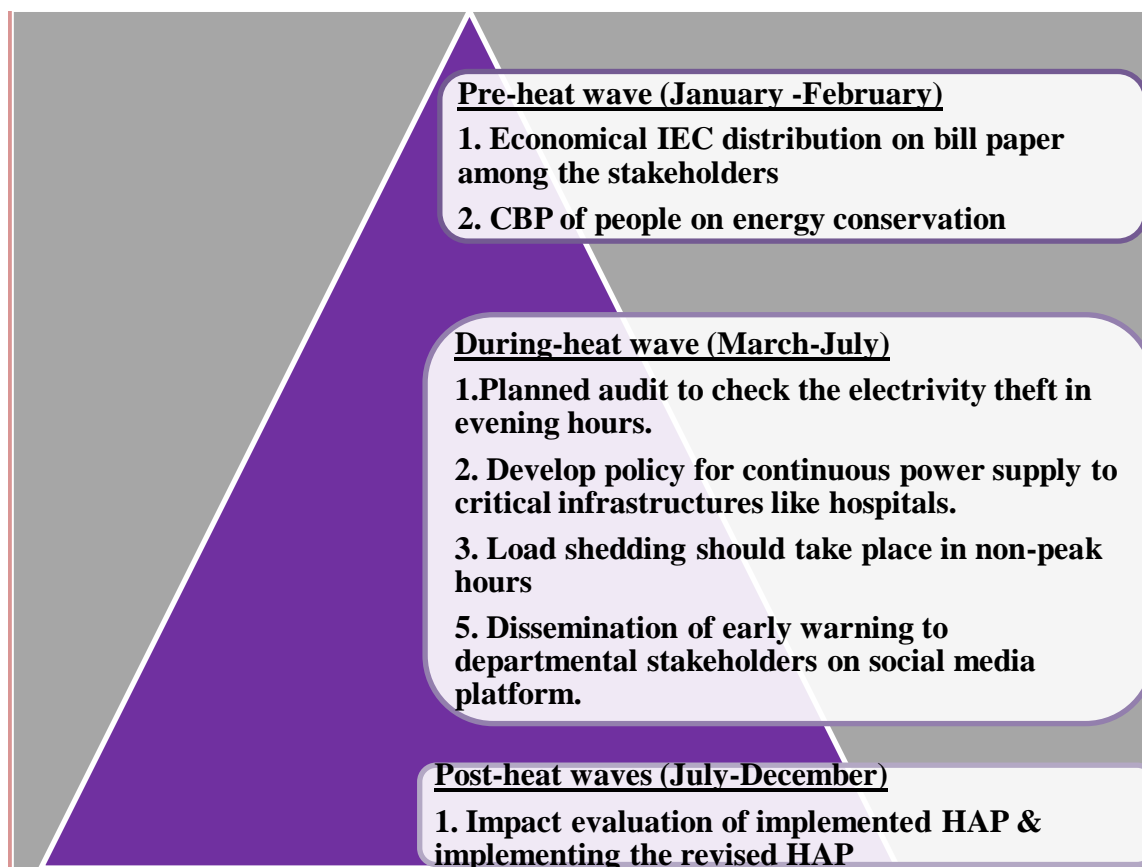 Pre-heat wave (January -February)
1. Economical IEC distribution on bill paper
among the stakeholders
2. CBP of people on energy conservation
During-heat wave (March-July)
1.Planned audit to check the electrivity theft in
evening hours.
2. Develop policy for continuous power supply to
critical infrastructures like hospitals.
3. Load shedding should take place in non-peak
hours
5. Dissemination of early warning to
departmental stakeholders on social media
platform.
Post-heat waves (July-December)
1. Impact evaluation of implemented HAP &
implementing the revised HAP